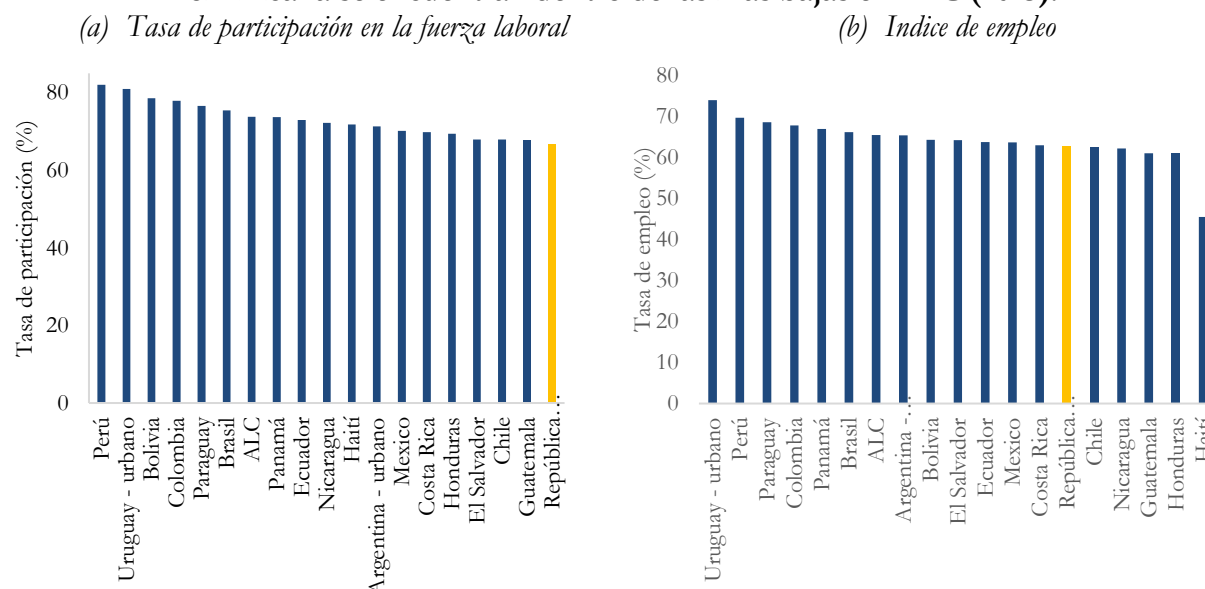 (a) Tasa de participación en la fuerza laboral
Tasa de participación (%)
80
60
40
20
0
Perú
Uruguay - urbano
Bolivia
Colombia
Paraguay
Brasil
ALC
Panamá
Ecuador
Nicaragua
Haití
Argentina - urbano
Mexico
Costa Rica
Honduras
El Salvador
Chile
Guatemala
República…
(b) Indice de empleo
Tasa de empleo (%)
80
70
60
50
40
30
20
10
0
Uruguay - urbano
Perú
Paraguay
Colombia
Panamá
Brasil
ALC
Argentina -…
Bolivia
El Salvador
Ecuador
Mexico
Costa Rica
República…
Chile
Nicaragua
Guatemala
Honduras
Haití